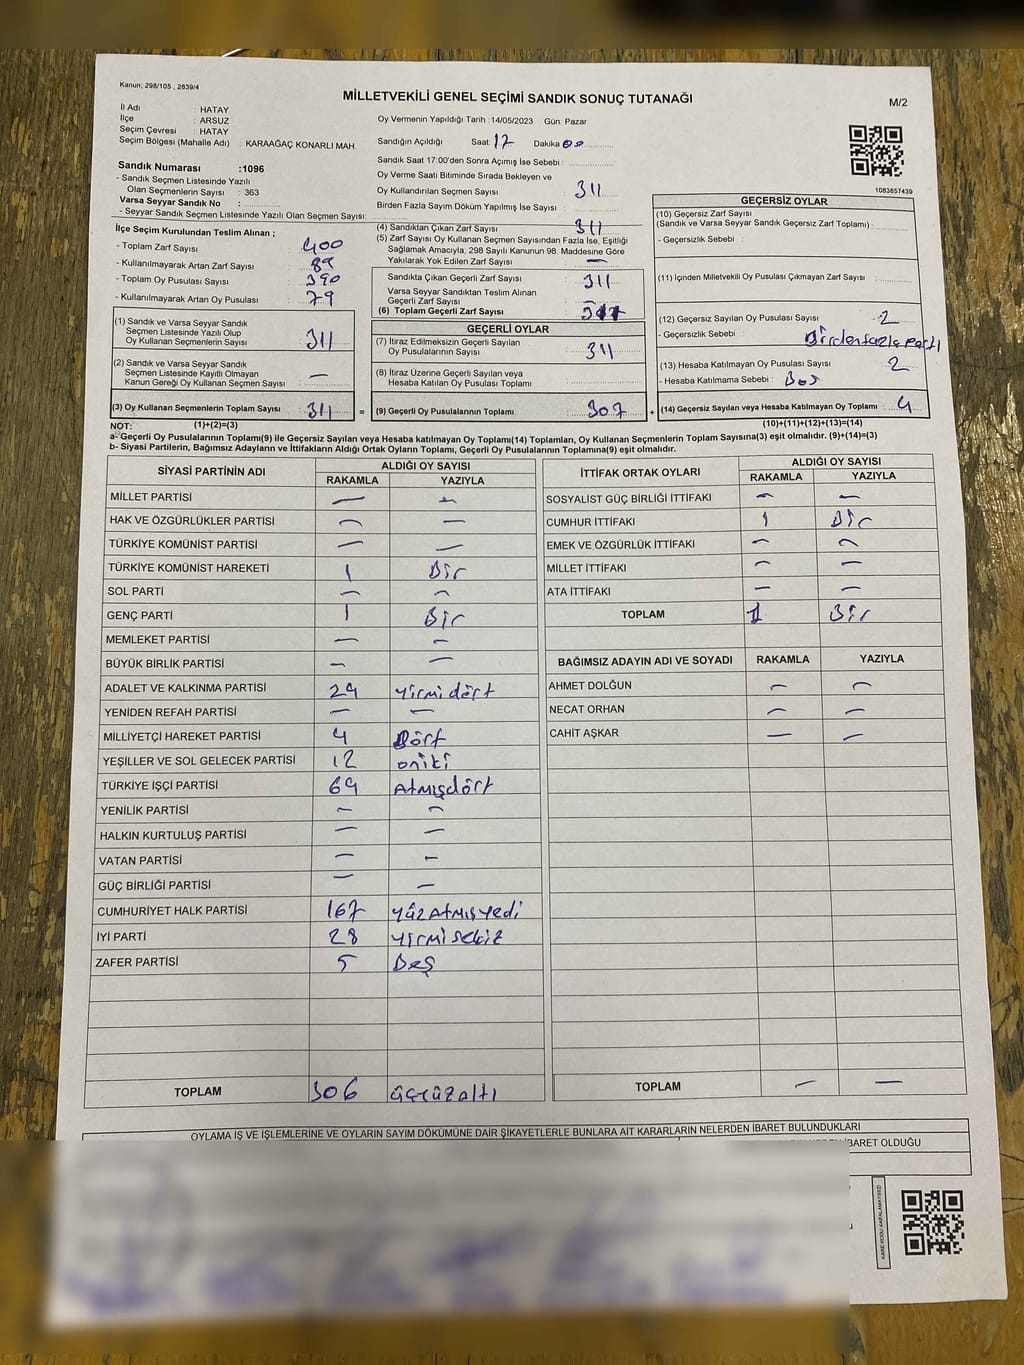 Kanun; 298/105 , 2839/4
MİLLETVEKİLİ GENEL SEÇİMİ SANDIK SONUÇ TUTANAĞI
M/2
İl Adı : HATAY
İlçe : ARSUZ
Seçim Çevresi : HATAY
Seçim Bölgesi (Mahalle Adı) : KARAAĞAÇ KONARLI MAH.
Oy Vermenin Yapıldığı Tarih : 14/05/2023 Gün: Pazar
Sandığın Açıldığı Saat: 17 Dakika 00
Sandık Saat 17:00'den Sonra Açımış İse Sebebi :
Sandık Numarası :1096
- Sandık Seçmen Listesinde Yazılı
Olan Seçmenlerin Sayısı : 363
Varsa Seyyar Sandık No :
- Seyyar Sandık Seçmen Listesinde Yazılı Olan Seçmen Sayısı:
Oy Verme Saati Bitiminde Sırada Bekleyen ve
Oy Kullandırılan Seçmen Sayısı : 311
Birden Fazla Sayım Döküm Yapılmış İse Sayısı :
1083857439
İlçe Seçim Kurulundan Teslim Alınan ;
- Toplam Zarf Sayısı : 400
- Kullanılmayarak Artan Zarf Sayısı : 89
- Toplam Oy Pusulası Sayısı : 390
- Kullanılmayarak Artan Oy Pusulası : 79
(4) Sandıktan Çıkan Zarf Sayısı : 311
(5) Zarf Sayısı Oy Kullanan Seçmen Sayısından Fazla İse, Eşitliği
Sağlamak Amacıyla, 298 Sayılı Kanunun 98. Maddesine Göre
Yakılarak Yok Edilen Zarf Sayısı : —
Sandıkta Çıkan Geçerli Zarf Sayısı : 311
Varsa Seyyar Sandıktan Teslim Alınan
Geçerli Zarf Sayısı :
(6) Toplam Geçerli Zarf Sayısı :
GEÇERSİZ OYLAR
(10) Geçersiz Zarf Sayısı
(Sandık ve Varsa Seyyar Sandık Geçersiz Zarf Toplamı) :
- Geçersizlik Sebebi :
(11) İçinden Milletvekili Oy Pusulası Çıkmayan Zarf Sayısı :
(12) Geçersiz Sayılan Oy Pusulası Sayısı : 2
- Geçersizlik Sebebi : Birdenfazla parti
(13) Hesaba Katılmayan Oy Pusulası Sayısı : 2
- Hesaba Katılmama Sebebi : Boş
(14) Geçersiz Sayılan veya Hesaba Katılmayan Oy Toplamı : 4
(10)+(11)+(12)+(13)=(14)
(1) Sandık ve Varsa Seyyar Sandık
Seçmen Listesinde Yazılı Olup
Oy Kullanan Seçmenlerin Sayısı : 311
(2) Sandık ve Varsa Seyyar Sandık
Seçmen Listesinde Kayıtlı Olmayan
Kanun Gereği Oy Kullanan Seçmen Sayısı : —
(3) Oy Kullanan Seçmenlerin Toplam Sayısı : 311 =
(1)+(2)=(3)
GEÇERLİ OYLAR
(7) İtiraz Edilmeksizin Geçerli Sayılan
Oy Pusulalarının Sayısı : 311
(8) İtiraz Üzerine Geçerli Sayılan veya
Hesaba Katılan Oy Pusulası Toplamı :
(9) Geçerli Oy Pusulalarının Toplamı : 307 +
NOT:
a- Geçerli Oy Pusulalarının Toplamı(9) ile Geçersiz Sayılan veya Hesaba katılmayan Oy Toplamı(14) Toplamları, Oy Kullanan Seçmenlerin Toplam Sayısına(3) eşit olmalıdır. (9)+(14)=(3)
b- Siyasi Partilerin, Bağımsız Adayların ve İttifakların Aldığı Ortak Oyların Toplamı, Geçerli Oy Pusulalarının Toplamına(9) eşit olmalıdır.
SİYASİ PARTİNİN ADI ALDIĞI OY SAYISI
RAKAMLA YAZIYLA
MİLLET PARTİSİ — —
HAK VE ÖZGÜRLÜKLER PARTİSİ — —
TÜRKİYE KOMÜNİST PARTİSİ — —
TÜRKİYE KOMÜNİST HAREKETİ 1 Bir
SOL PARTİ — —
GENÇ PARTİ 1 Bir
MEMLEKET PARTİSİ — —
BÜYÜK BİRLİK PARTİSİ — —
ADALET VE KALKINMA PARTİSİ 24 yirmi dört
YENİDEN REFAH PARTİSİ — —
MİLLİYETÇİ HAREKET PARTİSİ 4 Dört
YEŞİLLER VE SOL GELECEK PARTİSİ 12 oniki
TÜRKİYE İŞÇİ PARTİSİ 64 Atmışdört
YENİLİK PARTİSİ — —
HALKIN KURTULUŞ PARTİSİ — —
VATAN PARTİSİ — —
GÜÇ BİRLİĞİ PARTİSİ — —
CUMHURİYET HALK PARTİSİ 167 yüzAtmışyedi
İYİ PARTİ 28 yirmi sekiz
ZAFER PARTİSİ 5 Beş
TOPLAM 306 üçyüzaltı
İTTİFAK ORTAK OYLARI ALDIĞI OY SAYISI
RAKAMLA YAZIYLA
SOSYALİST GÜÇ BİRLİĞİ İTTİFAKI — —
CUMHUR İTTİFAKI 1 Bir
EMEK VE ÖZGÜRLÜK İTTİFAKI — —
MİLLET İTTİFAKI — —
ATA İTTİFAKI — —
TOPLAM 1 Bir
BAĞIMSIZ ADAYIN ADI VE SOYADI RAKAMLA YAZIYLA
AHMET DOLĞUN — —
NECAT ORHAN — —
CAHİT AŞKAR — —
TOPLAM — —
OYLAMA İŞ VE İŞLEMLERİNE VE OYLARIN SAYIM DÖKÜMÜNE DAİR ŞİKAYETLERLE BUNLARA AİT KARARLARIN NELERDEN İBARET BULUNDUKLARI
İBARET OLDUĞU
KAREKODU KARALAMAYINIZ!